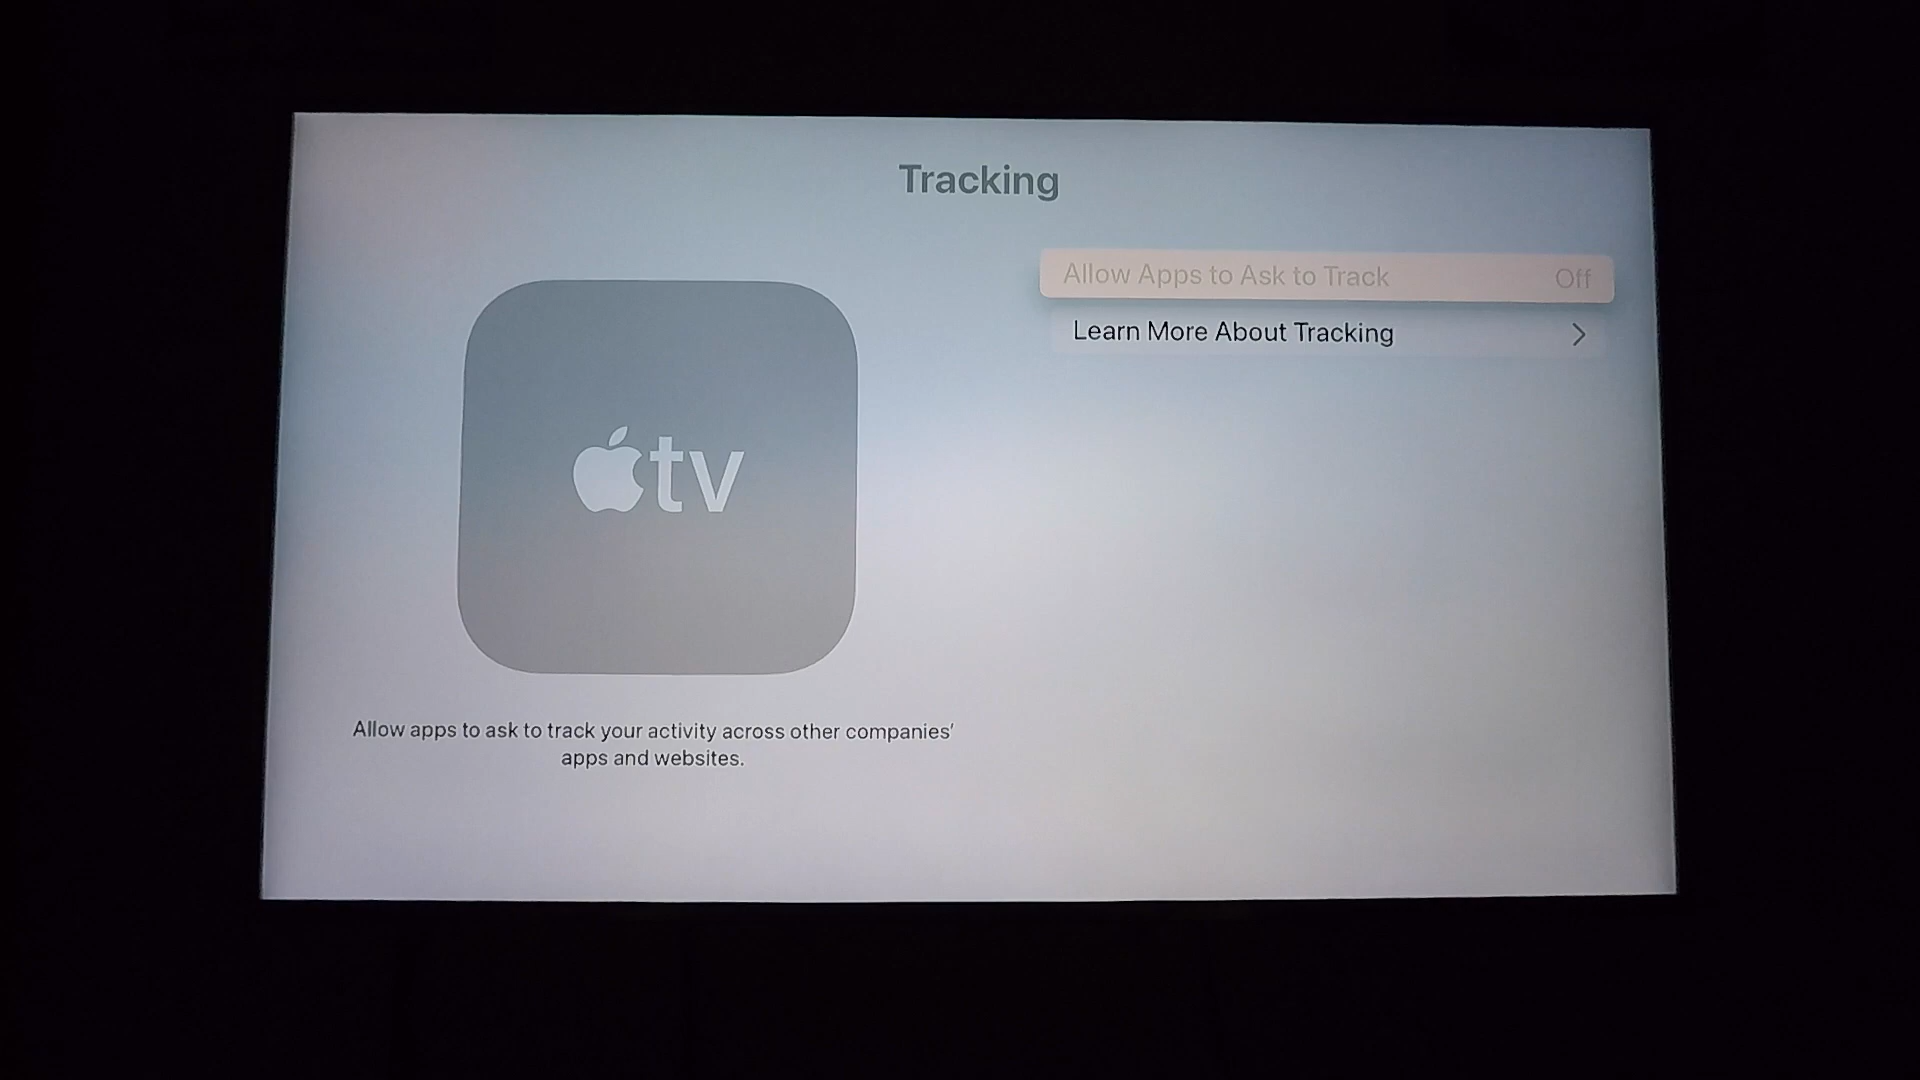 Tracking
Allow Apps to Ask to Track Off
Learn More About Tracking
tv
Allow apps to ask to track your activity across other companies’
apps and websites.